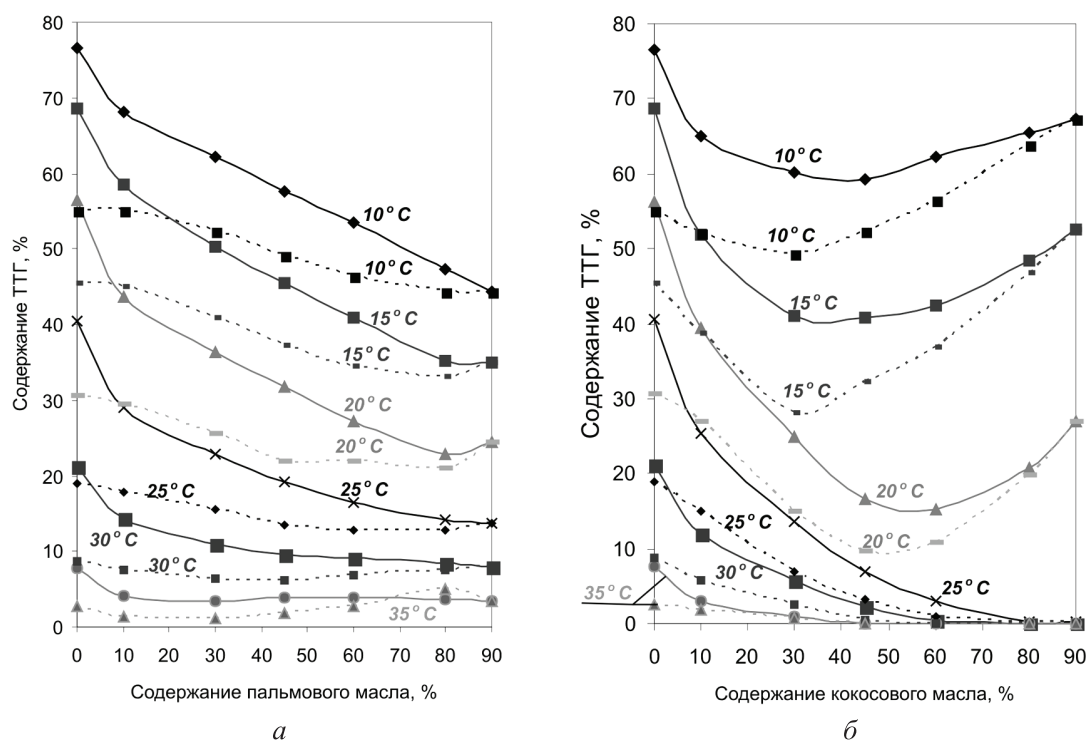 80
70
60
50
40
30
20
10
0
Содержание ТТГ, %
10° C
10° C
15° C
15° C
20° C
20° C
25° C
25° C
30° C
30° C
35° C
0 10 20 30 40 50 60 70 80 90
Содержание пальмового масла, %
а
80
70
60
50
40
30
20
10
0
Содержание ТТГ, %
10° C
10° C
15° C
15° C
20° C
20° C
25° C
30° C
25° C
35° C
0 10 20 30 40 50 60 70 80 90
Содержание кокосового масла, %
б